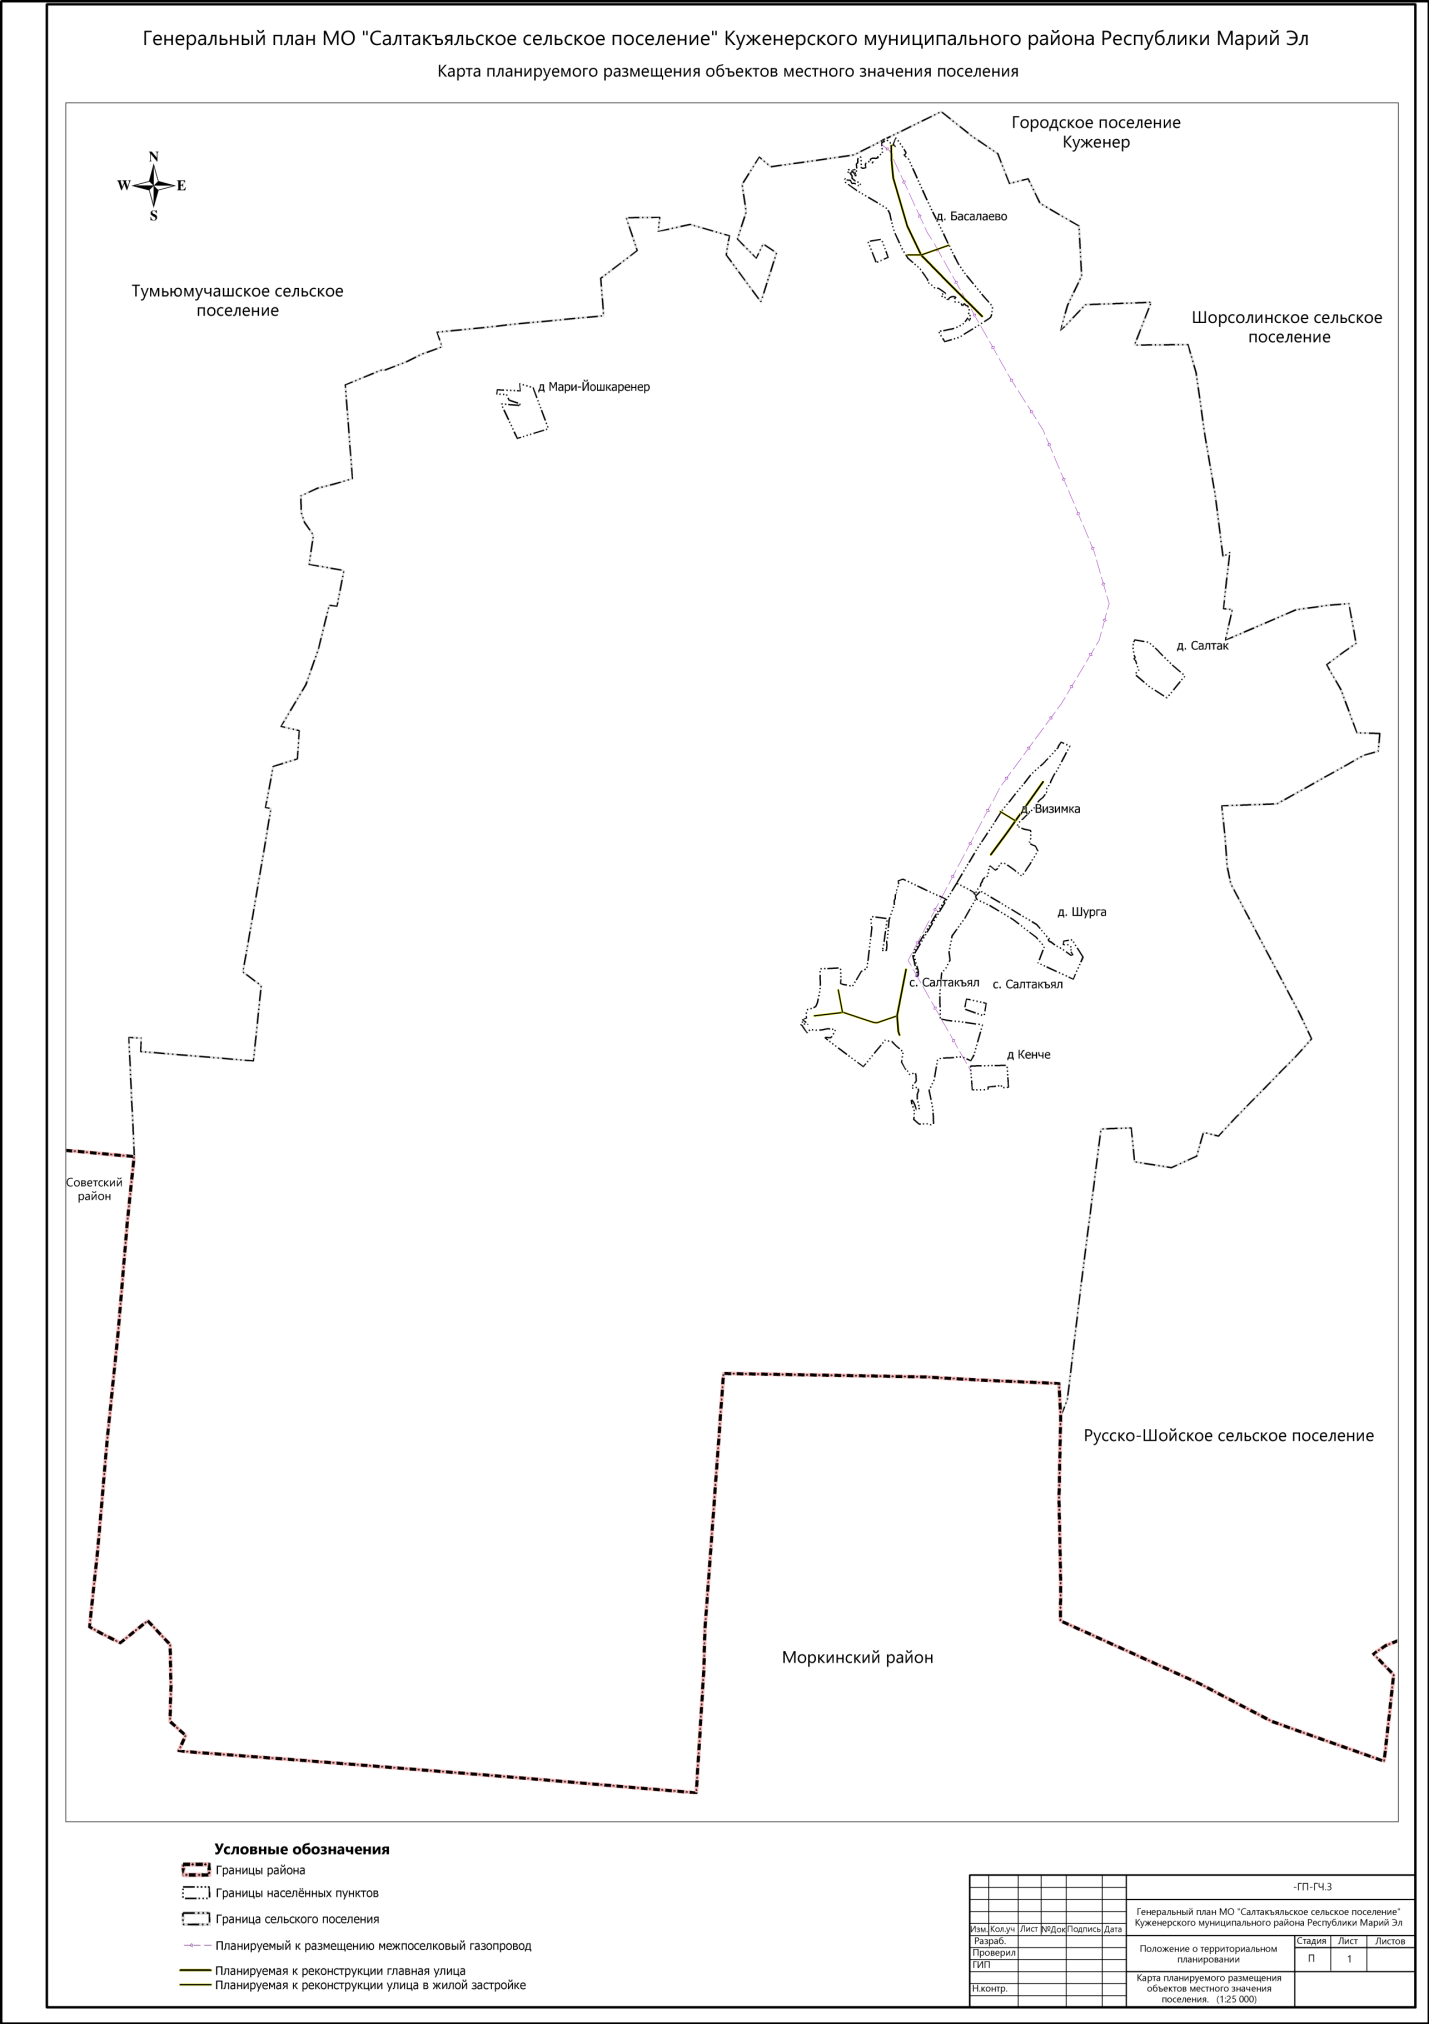 Генеральный план МО "Салтакъяльское сельское поселение" Куженерского муниципального района Республики Марий Эл
Карта планируемого размещения объектов местного значения поселения
Городское поселение
Куженер
N
W E
S
д. Басалаево
Тумьюмучашское сельское
поселение
Шорсолинское сельское
поселение
д Мари-Йошкаренер
д. Салтак
д. Визимка
д. Шурга
с. Салтакъял
с. Салтакъял
д Кенче
Советский
район
Русско-Шойское сельское поселение
Моркинский район
Условные обозначения
Границы района
Границы населённых пунктов
Граница сельского поселения
Планируемый к размещению межпоселковый газопровод
Планируемая к реконструкции главная улица
Планируемая к реконструкции улица в жилой застройке
-ГП-ГЧ.3
Генеральный план МО "Салтакъяльское сельское поселение"
Куженерского муниципального района Республики Марий Эл
Изм. Кол.уч Лист №Док Подпись Дата
Разраб.
Проверил
ГИП
Н.контр.
Положение о территориальном
планировании
Стадия Лист Листов
П 1
Карта планируемого размещения
объектов местного значения
поселения. (1:25 000)